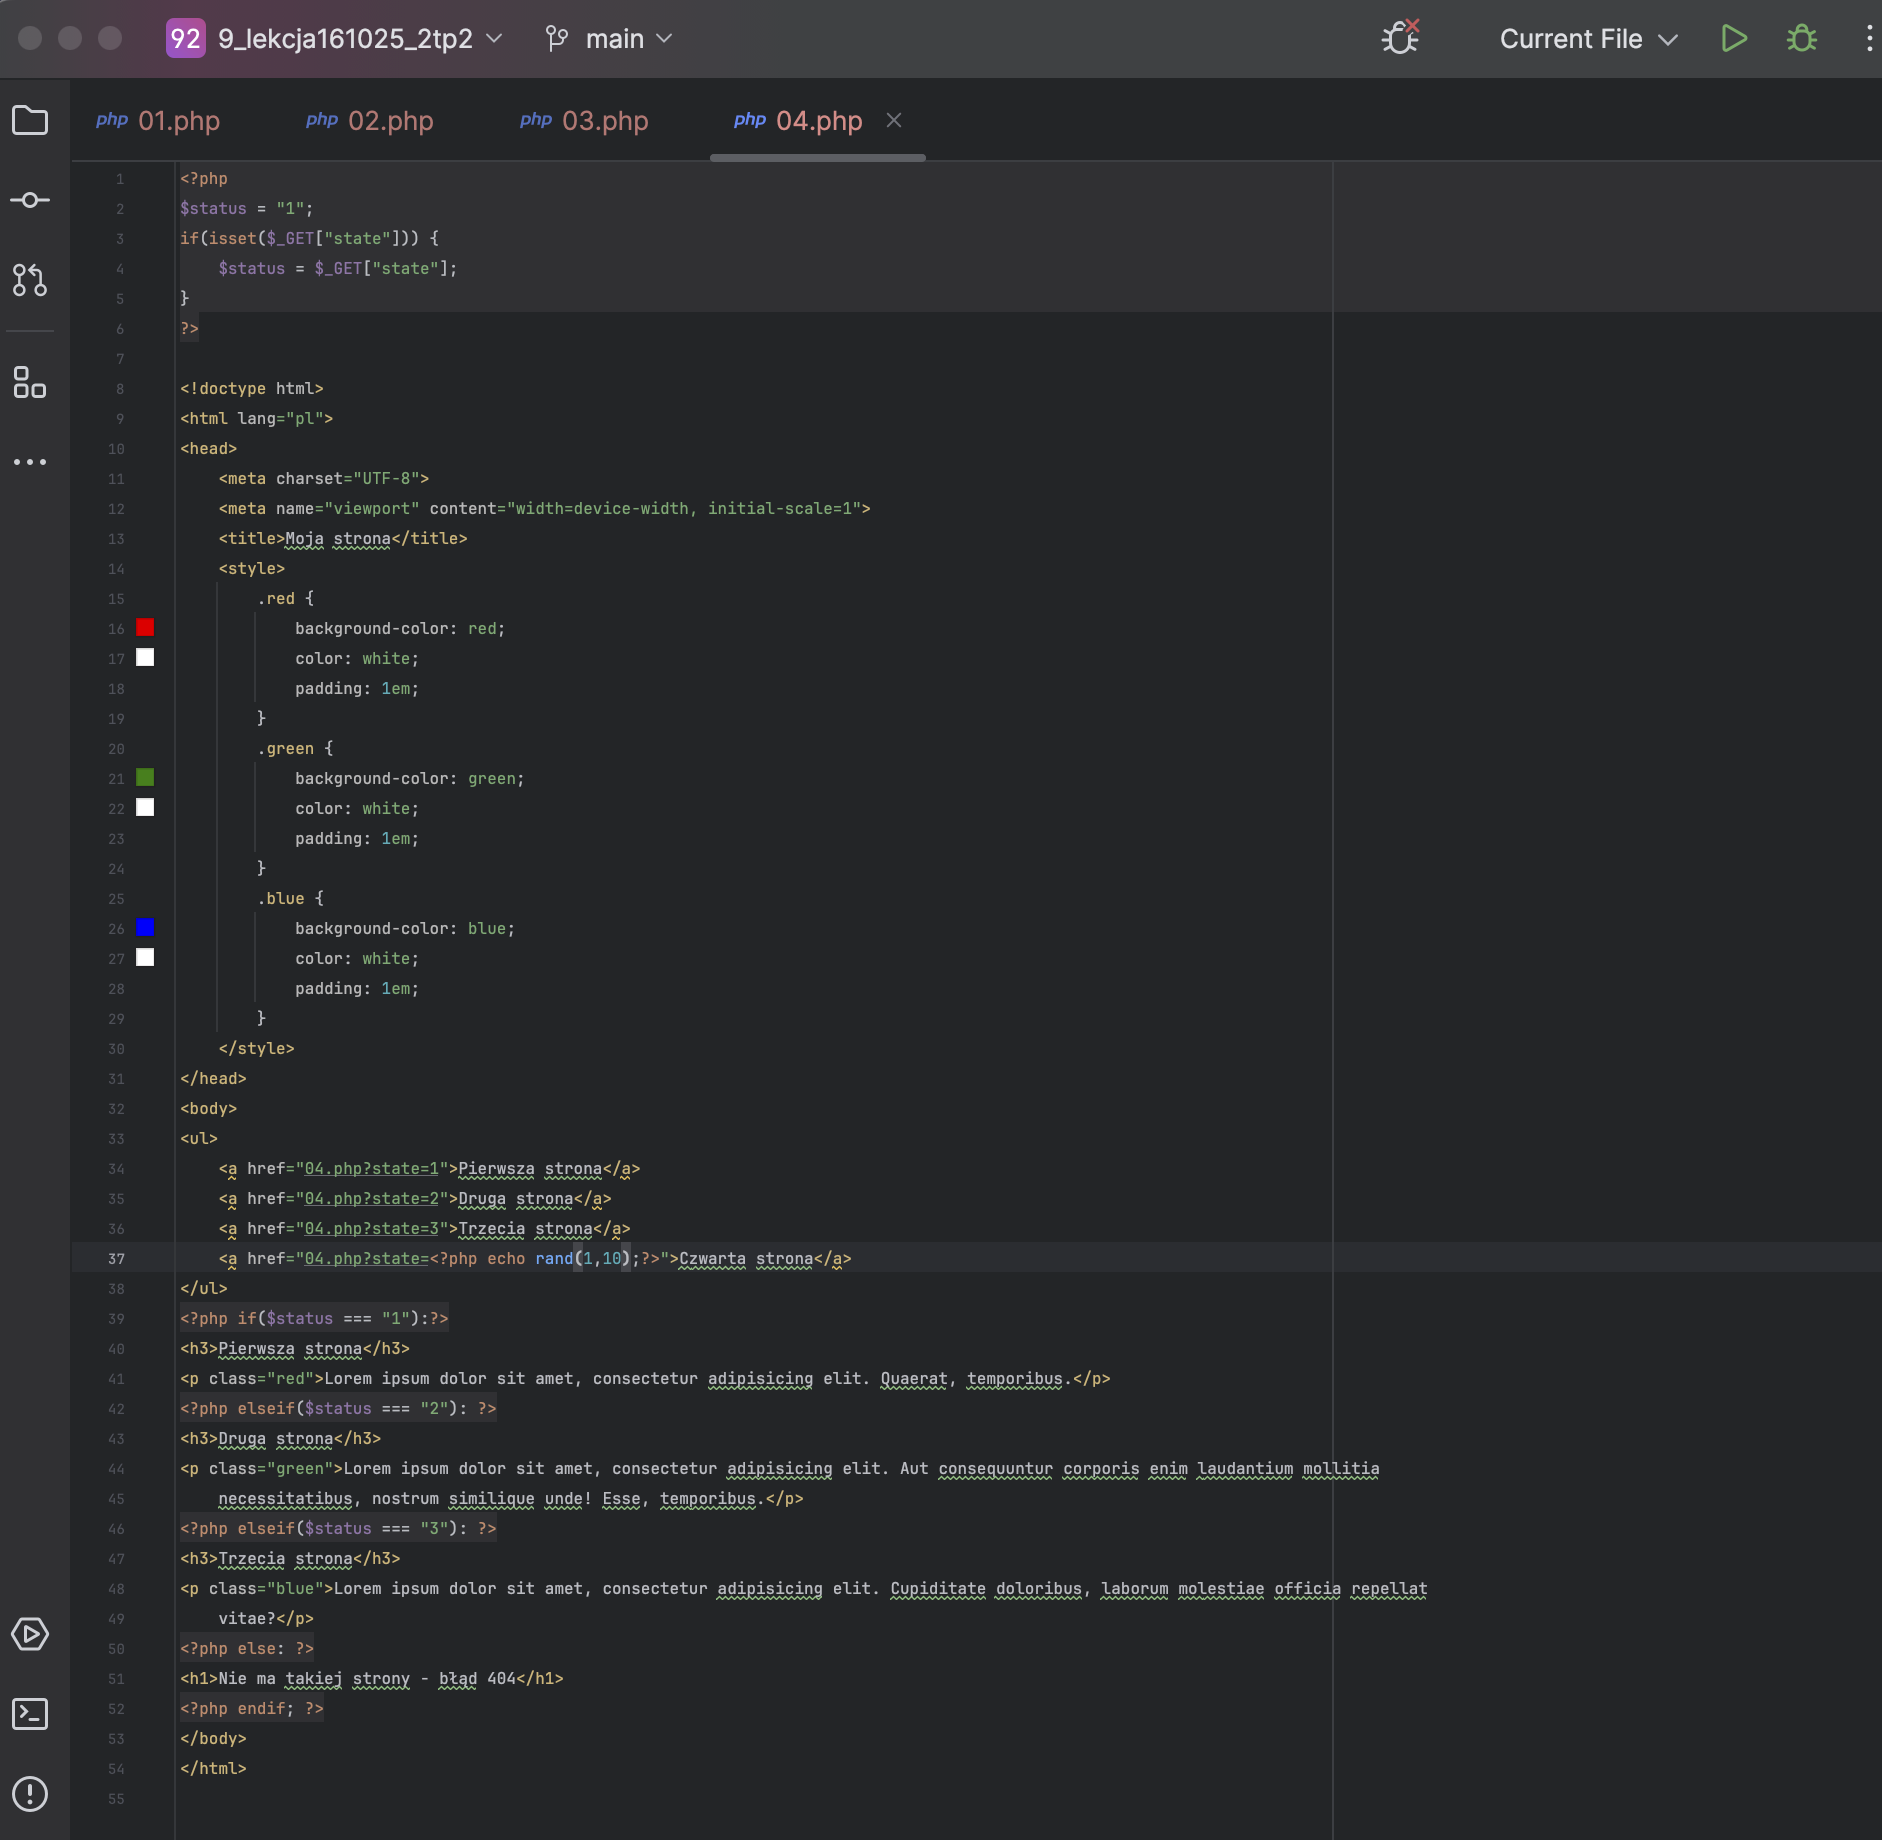 92 9_lekcja161025_2tp2 main Current File
php 01.php php 02.php php 03.php php 04.php
1 <?php
2 $status = "1";
3 if(isset($_GET["state"])) {
4     $status = $_GET["state"];
5 }
6 ?>
7
8 <!doctype html>
9 <html lang="pl">
10 <head>
11     <meta charset="UTF-8">
12     <meta name="viewport" content="width=device-width, initial-scale=1">
13     <title>Moja strona</title>
14     <style>
15         .red {
16             background-color: red;
17             color: white;
18             padding: 1em;
19         }
20         .green {
21             background-color: green;
22             color: white;
23             padding: 1em;
24         }
25         .blue {
26             background-color: blue;
27             color: white;
28             padding: 1em;
29         }
30     </style>
31 </head>
32 <body>
33 <ul>
34     <a href="04.php?state=1">Pierwsza strona</a>
35     <a href="04.php?state=2">Druga strona</a>
36     <a href="04.php?state=3">Trzecia strona</a>
37     <a href="04.php?state=<?php echo rand(1,10);?>">Czwarta strona</a>
38 </ul>
39 <?php if($status === "1"):?>
40 <h3>Pierwsza strona</h3>
41 <p class="red">Lorem ipsum dolor sit amet, consectetur adipisicing elit. Quaerat, temporibus.</p>
42 <?php elseif($status === "2"): ?>
43 <h3>Druga strona</h3>
44 <p class="green">Lorem ipsum dolor sit amet, consectetur adipisicing elit. Aut consequuntur corporis enim laudantium mollitia
45     necessitatibus, nostrum similique unde! Esse, temporibus.</p>
46 <?php elseif($status === "3"): ?>
47 <h3>Trzecia strona</h3>
48 <p class="blue">Lorem ipsum dolor sit amet, consectetur adipisicing elit. Cupiditate doloribus, laborum molestiae officia repellat
49     vitae?</p>
50 <?php else: ?>
51 <h1>Nie ma takiej strony - błąd 404</h1>
52 <?php endif; ?>
53 </body>
54 </html>
55